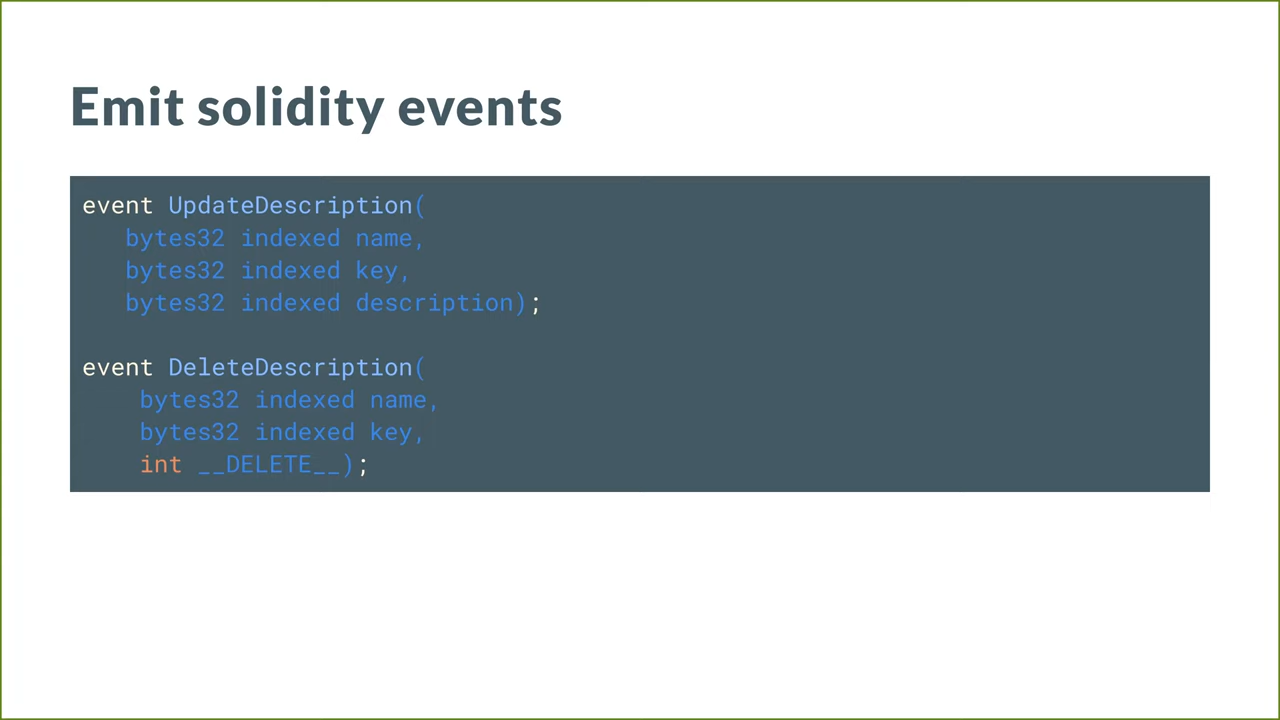 Emit solidity events
event UpdateDescription(
bytes32 indexed name,
bytes32 indexed key,
bytes32 indexed description);
event DeleteDescription(
bytes32 indexed name,
bytes32 indexed key,
int __DELETE__);